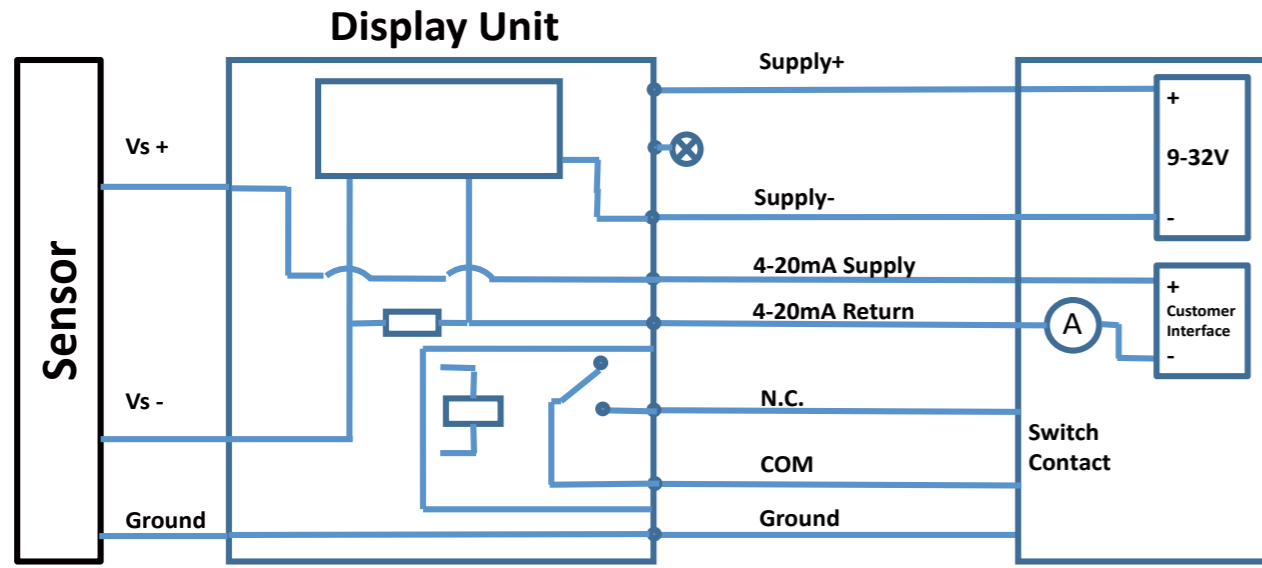 Display Unit
Sensor
Vs +
Vs -
Ground
Supply+
Supply-
4-20mA Supply
4-20mA Return
N.C.
COM
Ground
+
9-32V
-
+
Customer
Interface
-
A
Switch
Contact